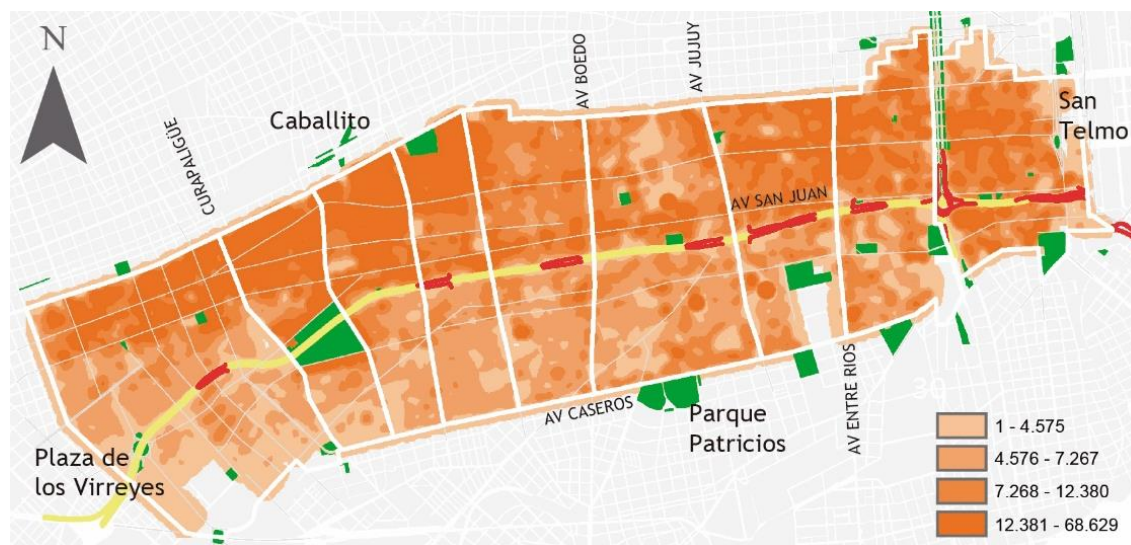 N
Caballito
CURAPALIGÜE
AV BOEDO
AV JUJUY
San
Telmo
AV SAN JUAN
Plaza de
los Virreyes
AV CASEROS
Parque
Patricios
AV ENTRE RIOS
1 - 4.575
4.576 - 7.267
7.268 - 12.380
12.381 - 68.629